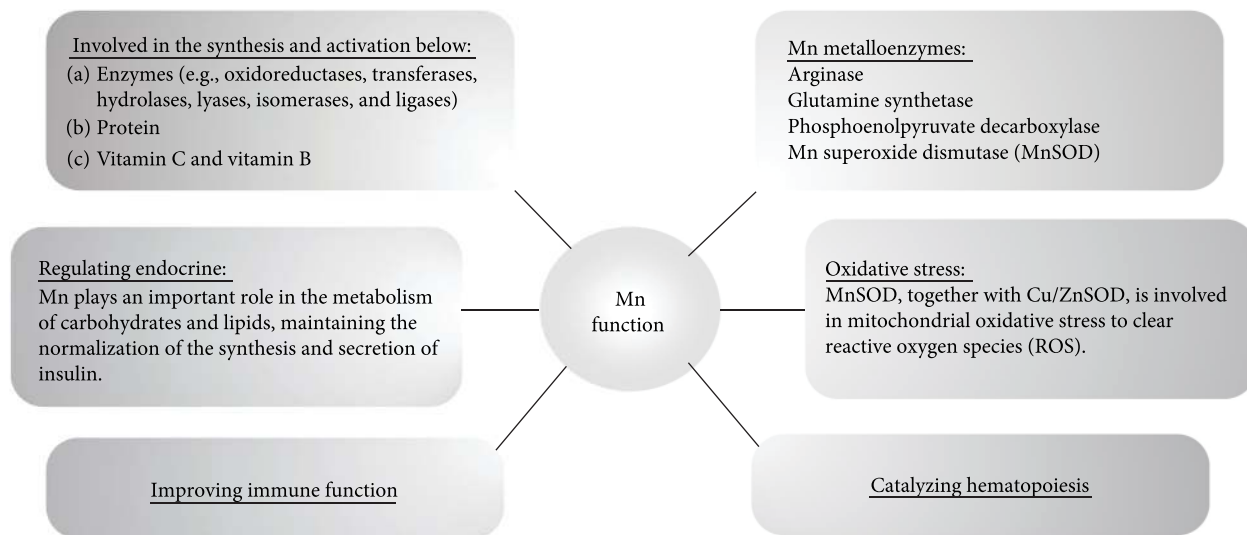 Involved in the synthesis and activation below:
(a) Enzymes (e.g., oxidoreductases, transferases,
hydrolases, lyases, isomerases, and ligases)
(b) Protein
(c) Vitamin C and vitamin B
Mn metalloenzymes:
Arginase
Glutamine synthetase
Phosphoenolpyruvate decarboxylase
Mn superoxide dismutase (MnSOD)
Regulating endocrine:
Mn plays an important role in the metabolism
of carbohydrates and lipids, maintaining the
normalization of the synthesis and secretion of
insulin.
Mn
function
Oxidative stress:
MnSOD, together with Cu/ZnSOD, is involved
in mitochondrial oxidative stress to clear
reactive oxygen species (ROS).
Improving immune function
Catalyzing hematopoiesis